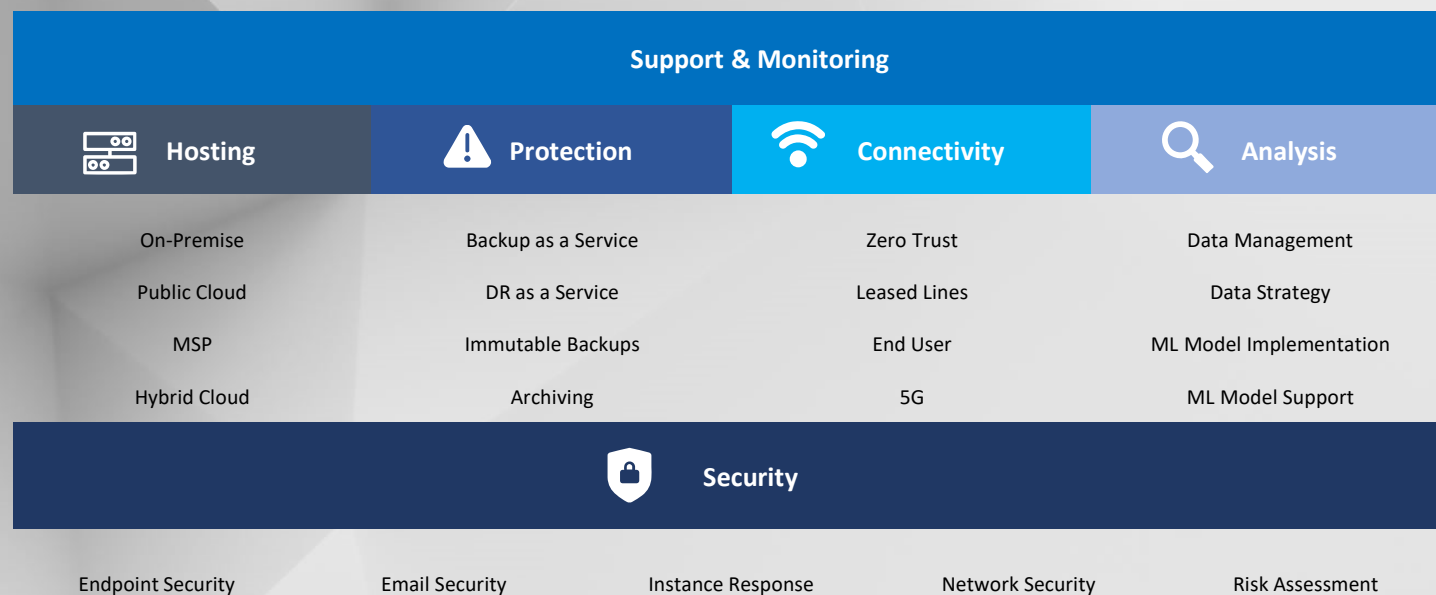 Support & Monitoring
Hosting
Protection
Connectivity
Analysis
On-Premise
Backup as a Service
Zero Trust
Data Management
Public Cloud
DR as a Service
Leased Lines
Data Strategy
MSP
Immutable Backups
End User
ML Model Implementation
Hybrid Cloud
Archiving
5G
ML Model Support
Security
Endpoint Security
Email Security
Instance Response
Network Security
Risk Assessment